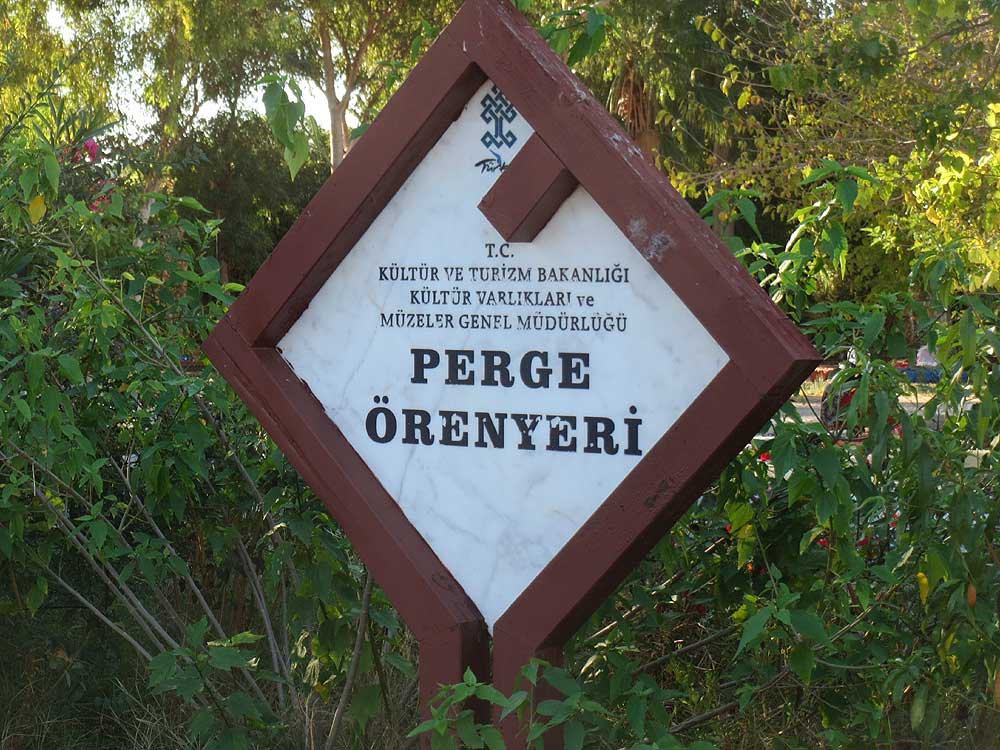 T.C.
KÜLTÜR VE TURİZM BAKANLIĞI
KÜLTÜR VARLIKLARI ve
MÜZELER GENEL MÜDÜRLÜĞÜ
PERGE
ÖRENYERİ